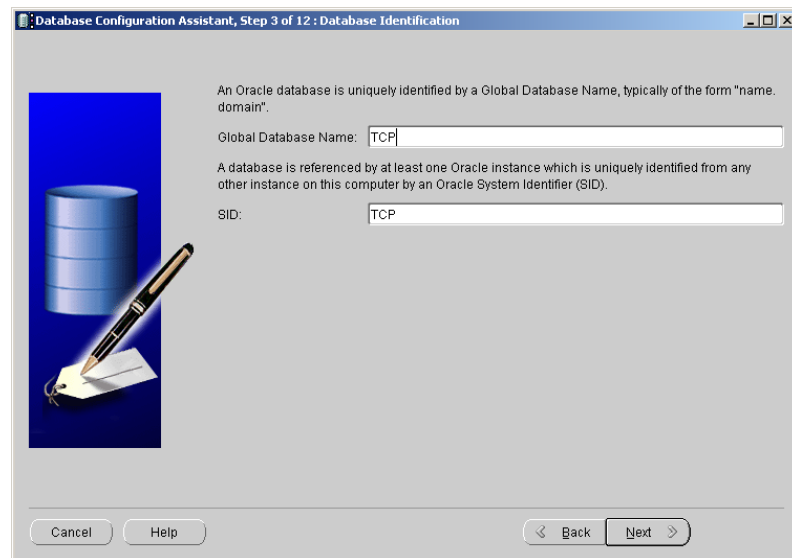 Database Configuration Assistant, Step 3 of 12 : Database Identification
An Oracle database is uniquely identified by a Global Database Name, typically of the form "name.
domain".
Global Database Name: TCP
A database is referenced by at least one Oracle instance which is uniquely identified from any
other instance on this computer by an Oracle System Identifier (SID).
SID: TCP
Cancel Help Back Next